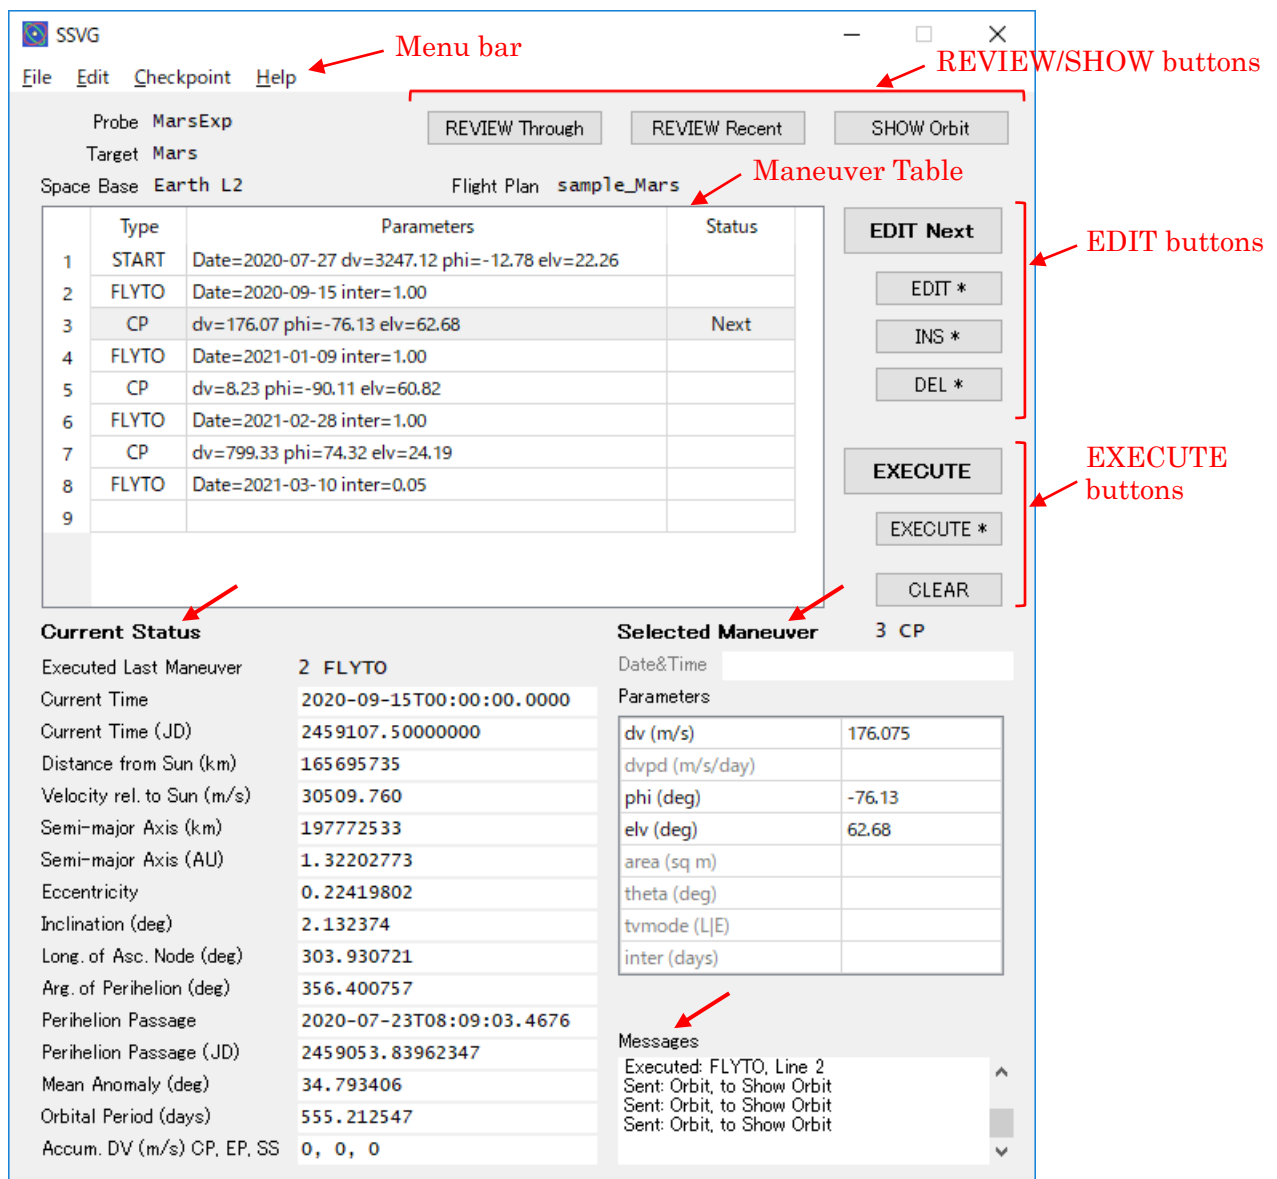 SSVG
Menu bar
REVIEW/SHOW buttons
File Edit Checkpoint Help
Probe MarsExp
REVIEW Through REVIEW Recent SHOW Orbit
Target Mars
Maneuver Table
Space Base Earth L2 Flight Plan sample_Mars
Type Parameters Status
EDIT Next
EDIT buttons
1 START Date=2020-07-27 dv=3247.12 phi=-12.78 elv=22.26
2 FLYTO Date=2020-09-15 inter=1.00
EDIT *
3 CP dv=176.07 phi=-76.13 elv=62.68 Next
INS *
4 FLYTO Date=2021-01-09 inter=1.00
5 CP dv=8.23 phi=-90.11 elv=60.82
DEL *
6 FLYTO Date=2021-02-28 inter=1.00
7 CP dv=799.33 phi=74.32 elv=24.19
EXECUTE
EXECUTE
buttons
8 FLYTO Date=2021-03-10 inter=0.05
9
EXECUTE *
CLEAR
Current Status
Executed Last Maneuver 2 FLYTO
Current Time 2020-09-15T00:00:00.0000
Current Time (JD) 2459107.50000000
Distance from Sun (km) 165695735
Velocity rel. to Sun (m/s) 30509.760
Semi-major Axis (km) 197772533
Semi-major Axis (AU) 1.32202773
Eccentricity 0.22419802
Inclination (deg) 2.132374
Long. of Asc. Node (deg) 303.930721
Arg. of Perihelion (deg) 356.400757
Perihelion Passage 2020-07-23T08:09:03.4676
Perihelion Passage (JD) 2459053.83962347
Mean Anomaly (deg) 34.793406
Orbital Period (days) 555.212547
Accum. DV (m/s) CP, EP, SS 0, 0, 0
Selected Maneuver 3 CP
Date&Time
Parameters
dv (m/s) 176.075
dvpd (m/s/day)
phi (deg) -76.13
elv (deg) 62.68
area (sq m)
theta (deg)
tvmode (L|E)
inter (days)
Messages
Executed: FLYTO, Line 2
Sent: Orbit, to Show Orbit
Sent: Orbit, to Show Orbit
Sent: Orbit, to Show Orbit